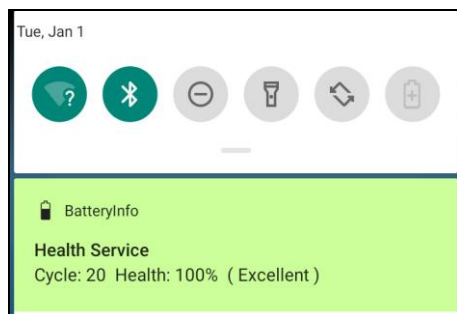 Tue, Jan 1
?
BatteryInfo
Health Service
Cycle: 20 Health: 100% ( Excellent )